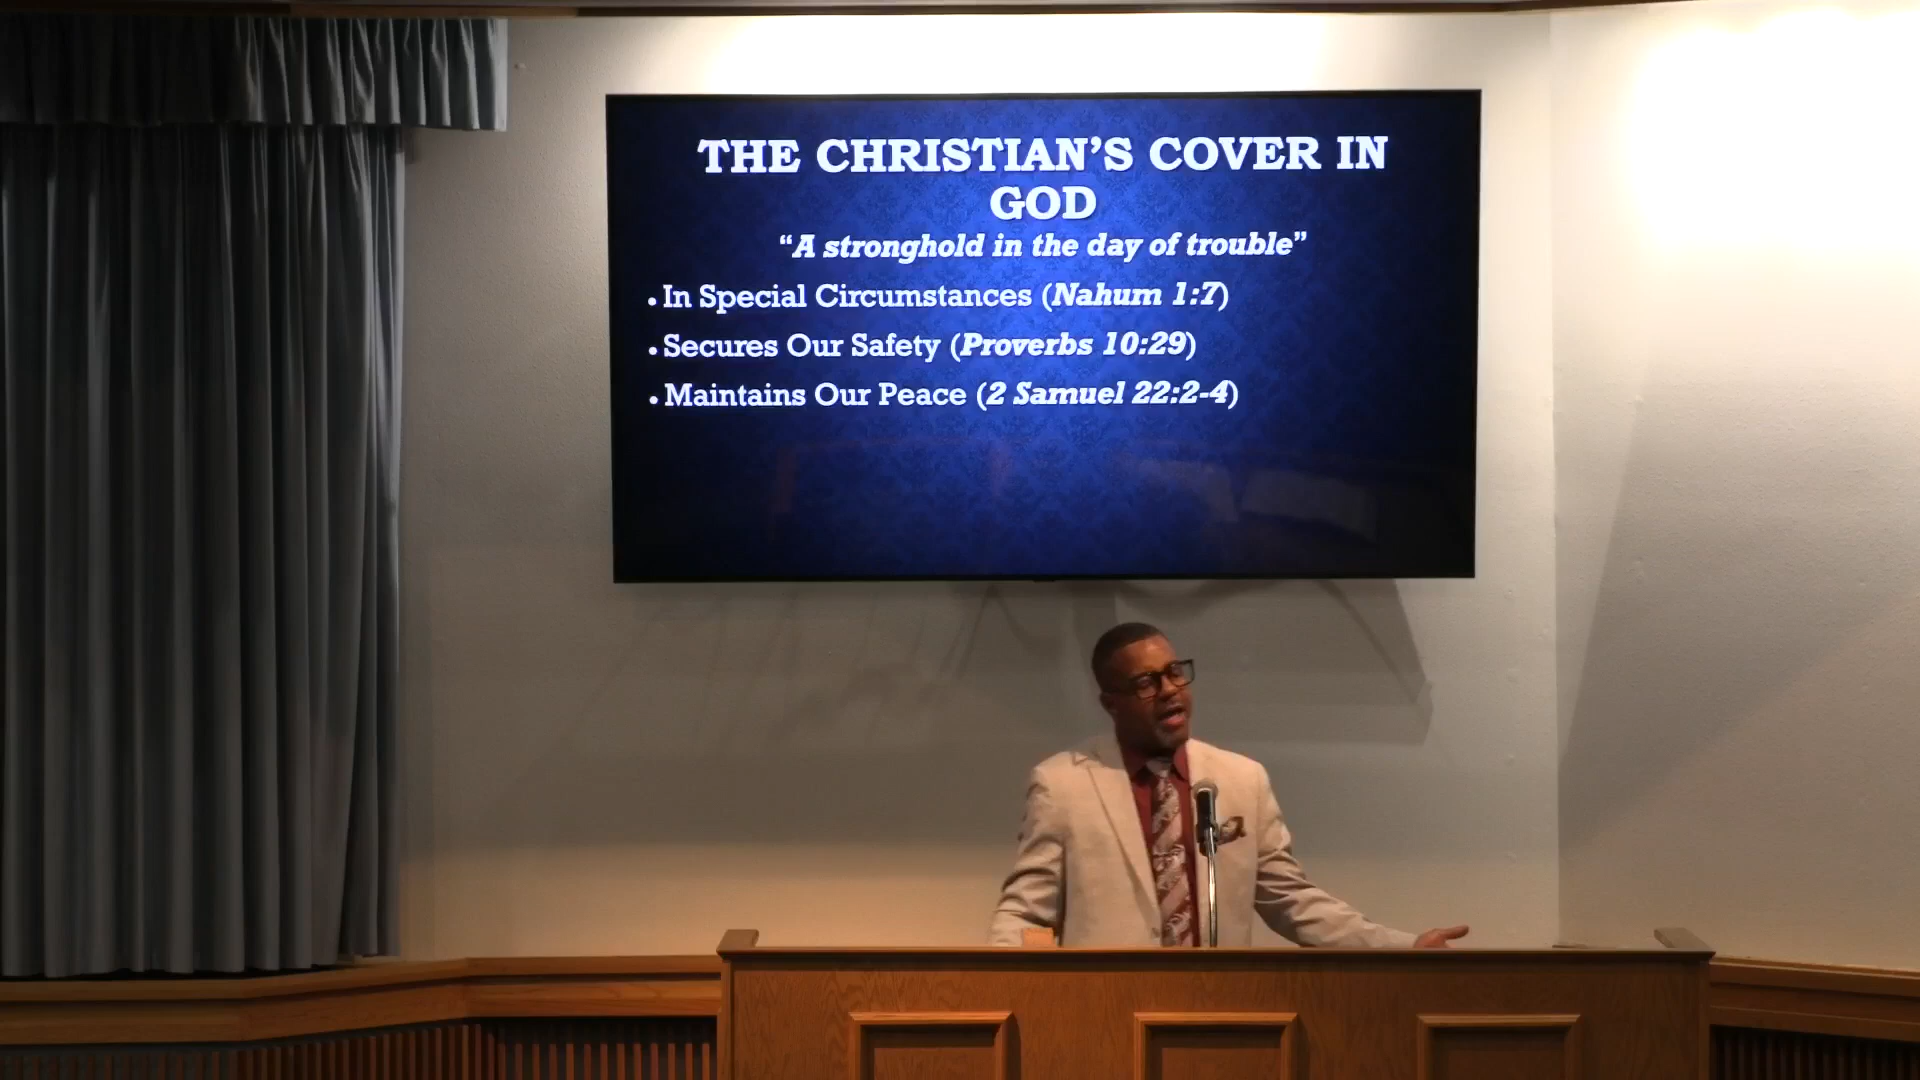 THE CHRISTIAN’S COVER IN
GOD
“A stronghold in the day of trouble”
• In Special Circumstances (Nahum 1:7)
• Secures Our Safety (Proverbs 10:29)
• Maintains Our Peace (2 Samuel 22:2-4)